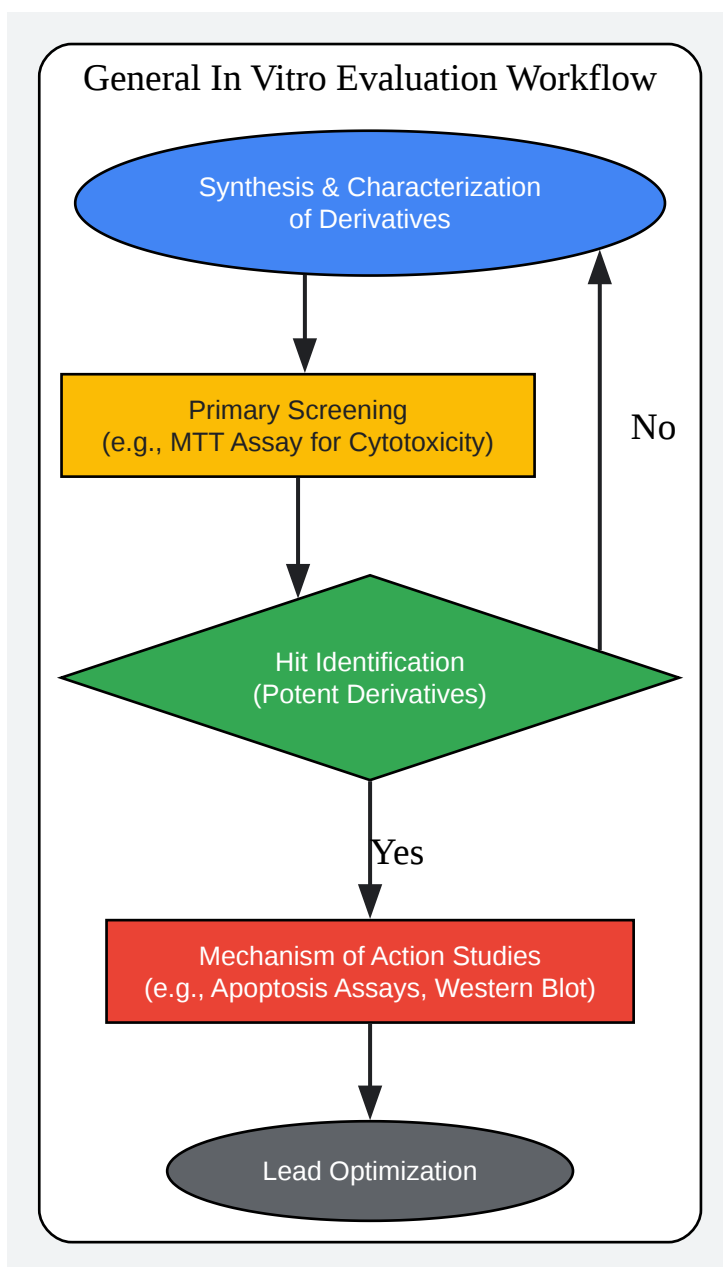 General In Vitro Evaluation Workflow
Synthesis & Characterization
of Derivatives
Primary Screening
(e.g., MTT Assay for Cytotoxicity)
No
Hit Identification
(Potent Derivatives)
Yes
Mechanism of Action Studies
(e.g., Apoptosis Assays, Western Blot)
Lead Optimization